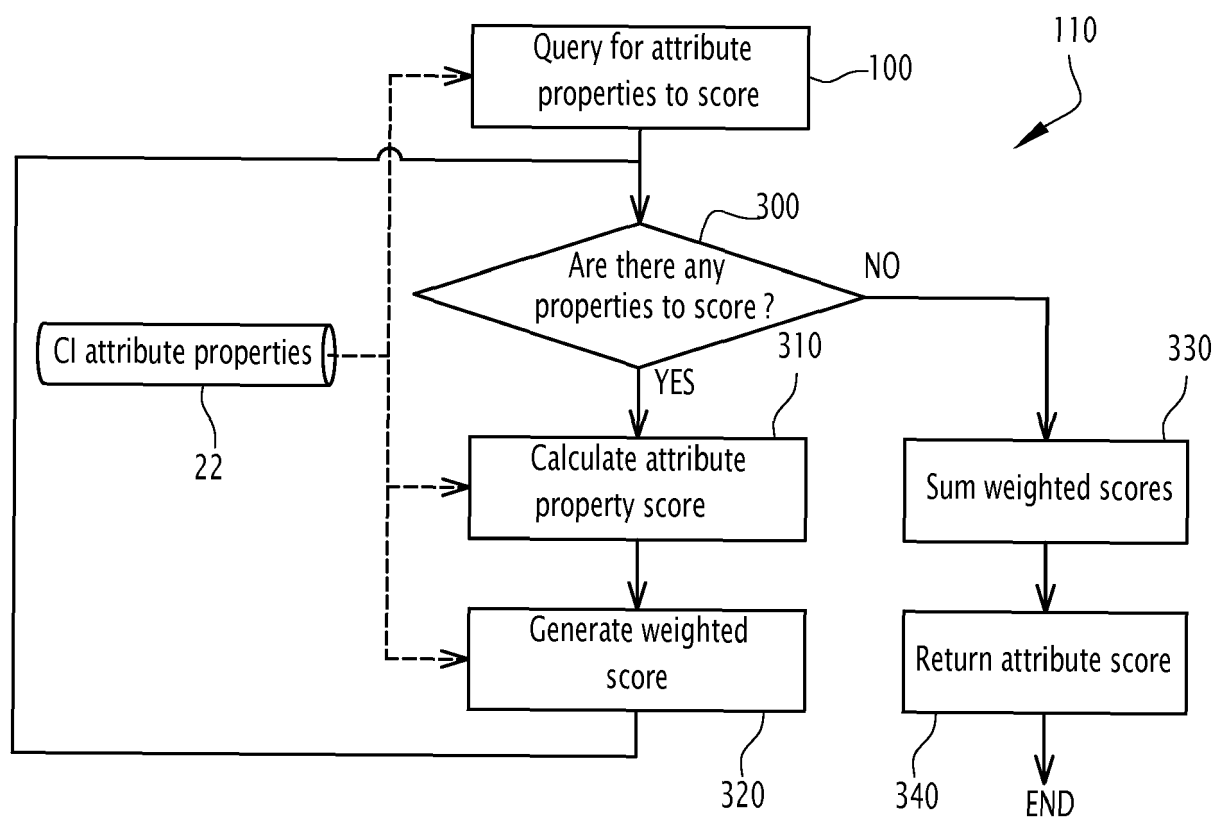 Query for attribute
properties to score
100
110
300
Are there any
properties to score ?
NO
CI attribute properties
22
310
YES
330
Calculate attribute
property score
Sum weighted scores
Generate weighted
score
Return attribute score
320
340
END